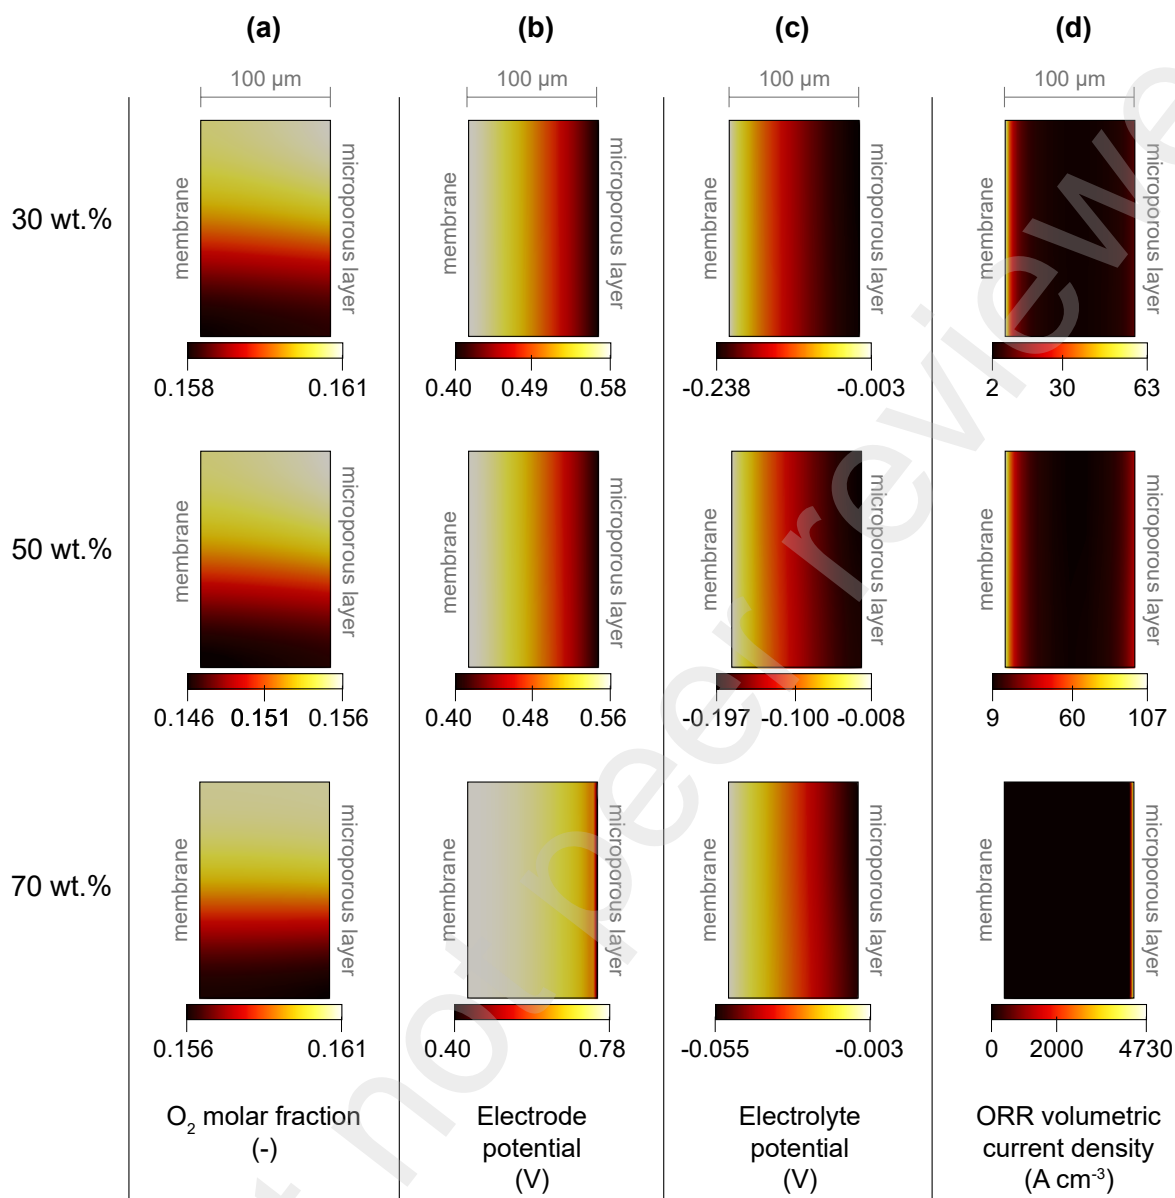 (a) (b) (c) (d)
100 µm 100 µm 100 µm 100 µm
30 wt.%
membrane microporous layer membrane microporous layer membrane microporous layer membrane microporous layer
0.158 0.161 0.40 0.49 0.58 -0.238 -0.003 2 30 63
50 wt.%
membrane microporous layer membrane microporous layer membrane microporous layer membrane microporous layer
0.146 0.151 0.156 0.40 0.48 0.56 -0.197 -0.100 -0.008 9 60 107
70 wt.%
membrane microporous layer membrane microporous layer membrane microporous layer membrane microporous layer
0.156 0.161 0.40 0.78 -0.055 -0.003 0 2000 4730
O₂ molar fraction
(-)
Electrode
potential
(V)
Electrolyte
potential
(V)
ORR volumetric
current density
(A cm⁻³)
not peer reviewe